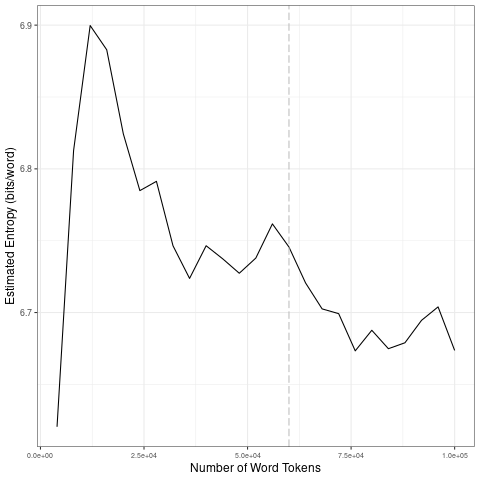 Estimated Entropy (bits/word)
6.9
6.8
6.7
0.0e+00 2.5e+04 5.0e+04 7.5e+04 1.0e+05
Number of Word Tokens